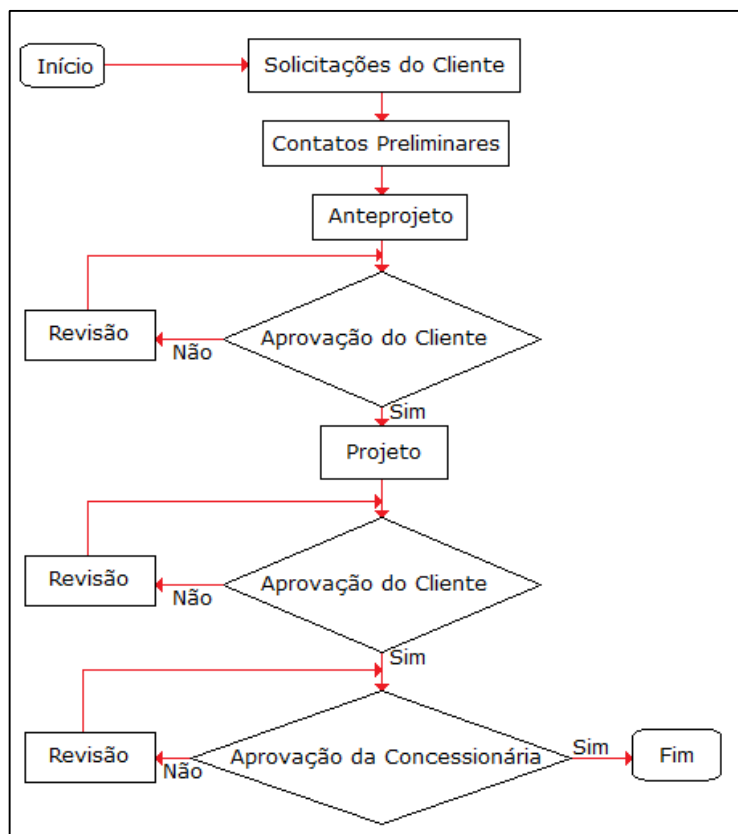 Início
Solicitações do Cliente
Contatos Preliminares
Anteprojeto
Aprovação do Cliente
Não
Revisão
Sim
Projeto
Aprovação do Cliente
Não
Revisão
Sim
Aprovação da Concessionária
Não
Revisão
Sim
Fim